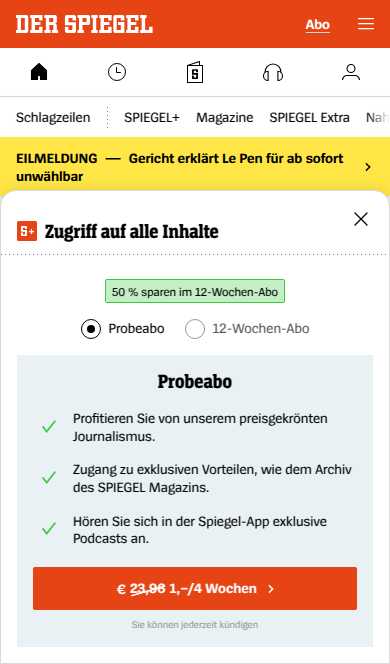 DER SPIEGEL
Abo
Schlagzeilen
SPIEGEL+
Magazine
SPIEGEL Extra
EILMELDUNG — Gericht erklärt Le Pen für ab sofort
unwählbar
S+ Zugriff auf alle Inhalte
50 % sparen im 12-Wochen-Abo
Probeabo
12-Wochen-Abo
Probeabo
Profitieren Sie von unserem preisgekrönten
Journalismus.
Zugang zu exklusiven Vorteilen, wie dem Archiv
des SPIEGEL Magazins.
Hören Sie sich in der Spiegel-App exklusive
Podcasts an.
€ 23,96 1,–/4 Wochen
Sie können jederzeit kündigen